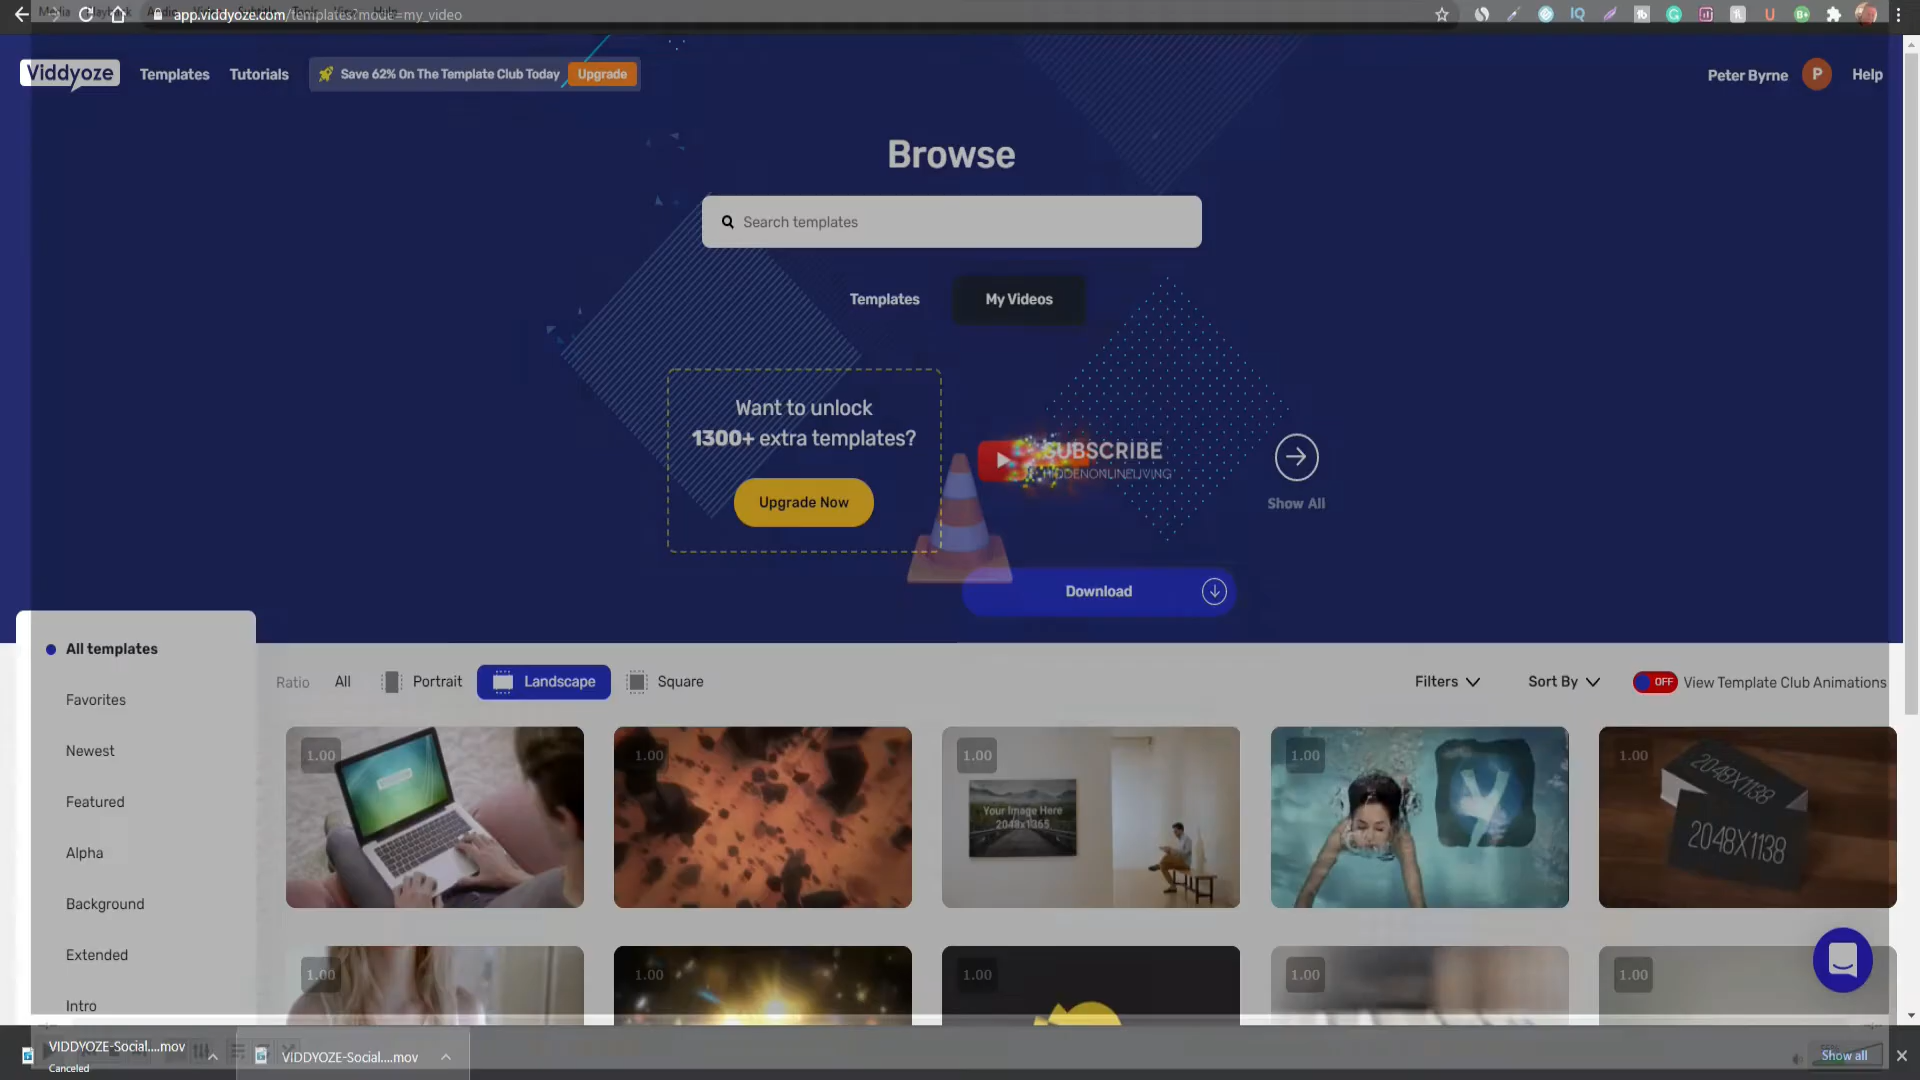 app.viddyoze.com/templates?mode=my_video
Viddyoze
Templates
Tutorials
Save 62% On The Template Club Today
Upgrade
Peter Byrne
P
Help
Browse
Search templates
Templates
My Videos
Want to unlock
1300+ extra templates?
Upgrade Now
SUBSCRIBE
HIDDENONLINELIVING
Show All
Download
All templates
Favorites
Newest
Featured
Alpha
Background
Extended
Intro
Ratio
All
Portrait
Landscape
Square
Filters
Sort By
OFF
View Template Club Animations
1.00
1.00
1.00
Your Image Here
2048x1365
1.00
1.00
2048X1138
2048X1138
1.00
1.00
1.00
1.00
1.00
VIDDYOZE-Social....mov
Canceled
VIDDYOZE-Social....mov
Show all